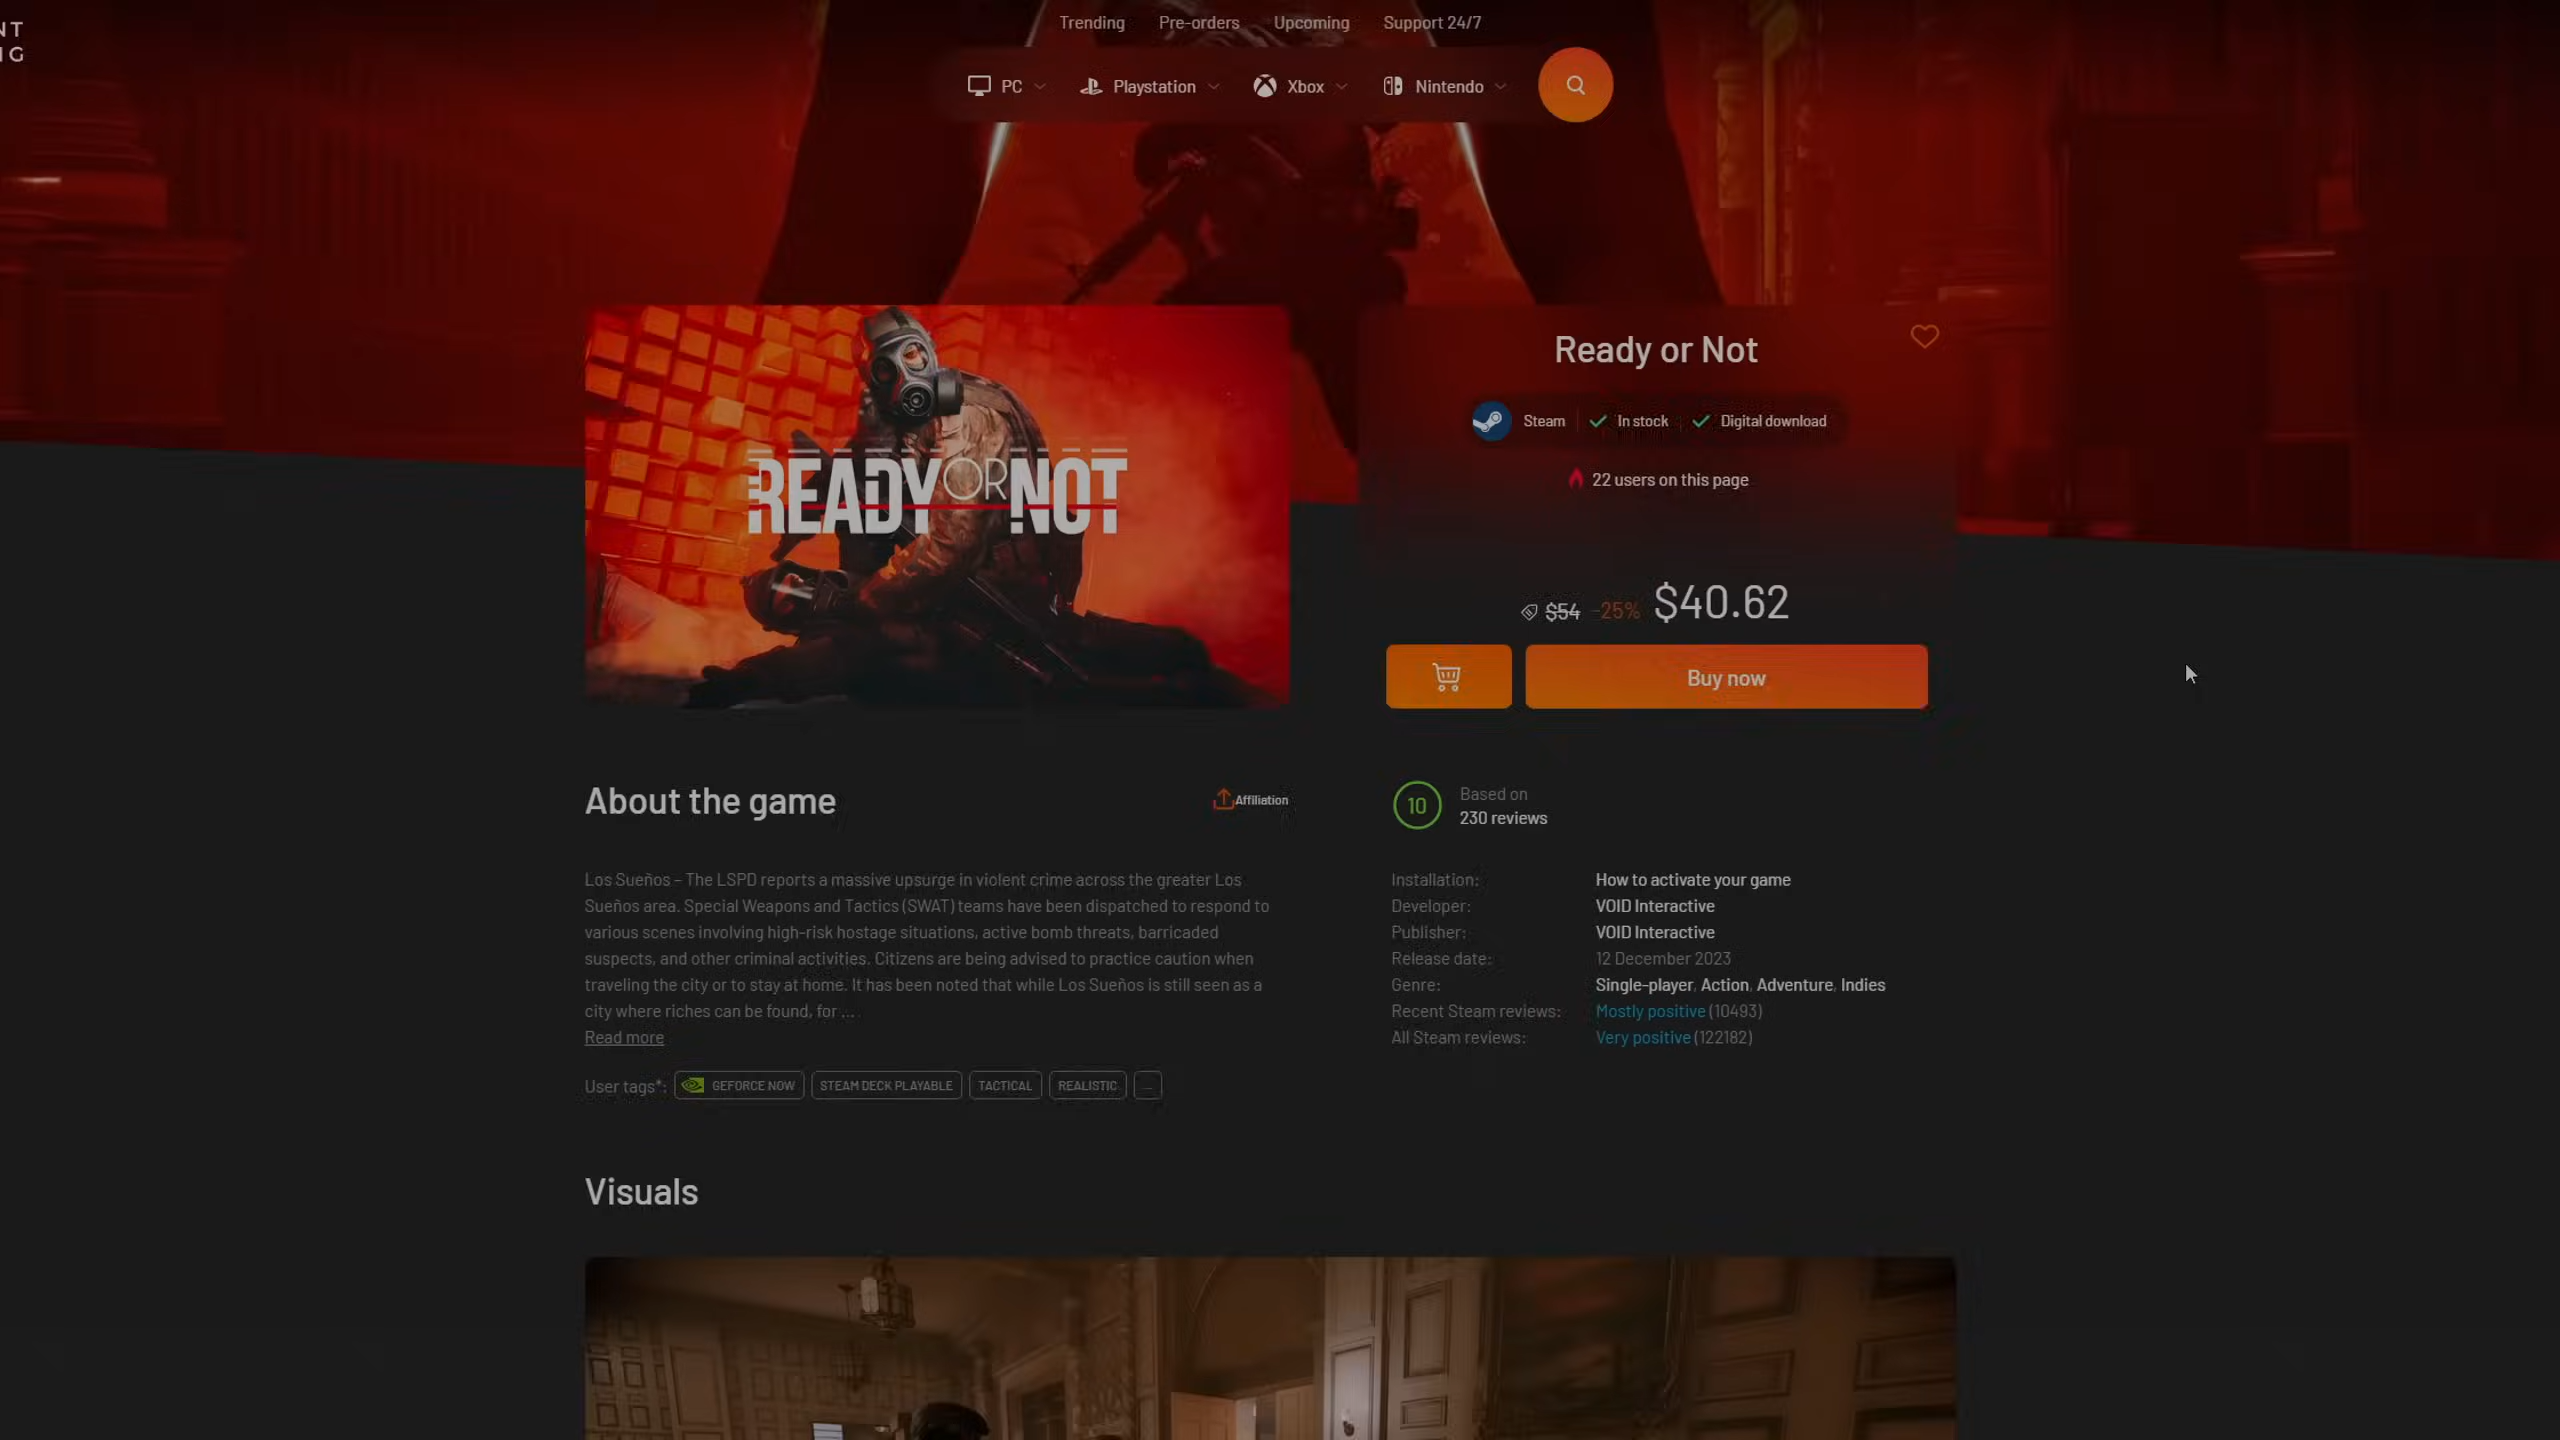 NT
NG
Trending Pre-orders Upcoming Support 24/7
PC Playstation Xbox Nintendo
READY OR NOT
Ready or Not
Steam In stock Digital download
22 users on this page
$54 -25% $40.62
Buy now
About the game
Affiliation
Los Sueños – The LSPD reports a massive upsurge in violent crime across the greater Los
Sueños area. Special Weapons and Tactics (SWAT) teams have been dispatched to respond to
various scenes involving high-risk hostage situations, active bomb threats, barricaded
suspects, and other criminal activities. Citizens are being advised to practice caution when
traveling the city or to stay at home. It has been noted that while Los Sueños is still seen as a
city where riches can be found, for ...
Read more
User tags*: GEFORCE NOW STEAM DECK PLAYABLE TACTICAL REALISTIC ...
10
Based on
230 reviews
Installation: How to activate your game
Developer: VOID Interactive
Publisher: VOID Interactive
Release date: 12 December 2023
Genre: Single-player, Action, Adventure, Indies
Recent Steam reviews: Mostly positive (10493)
All Steam reviews: Very positive (122182)
Visuals